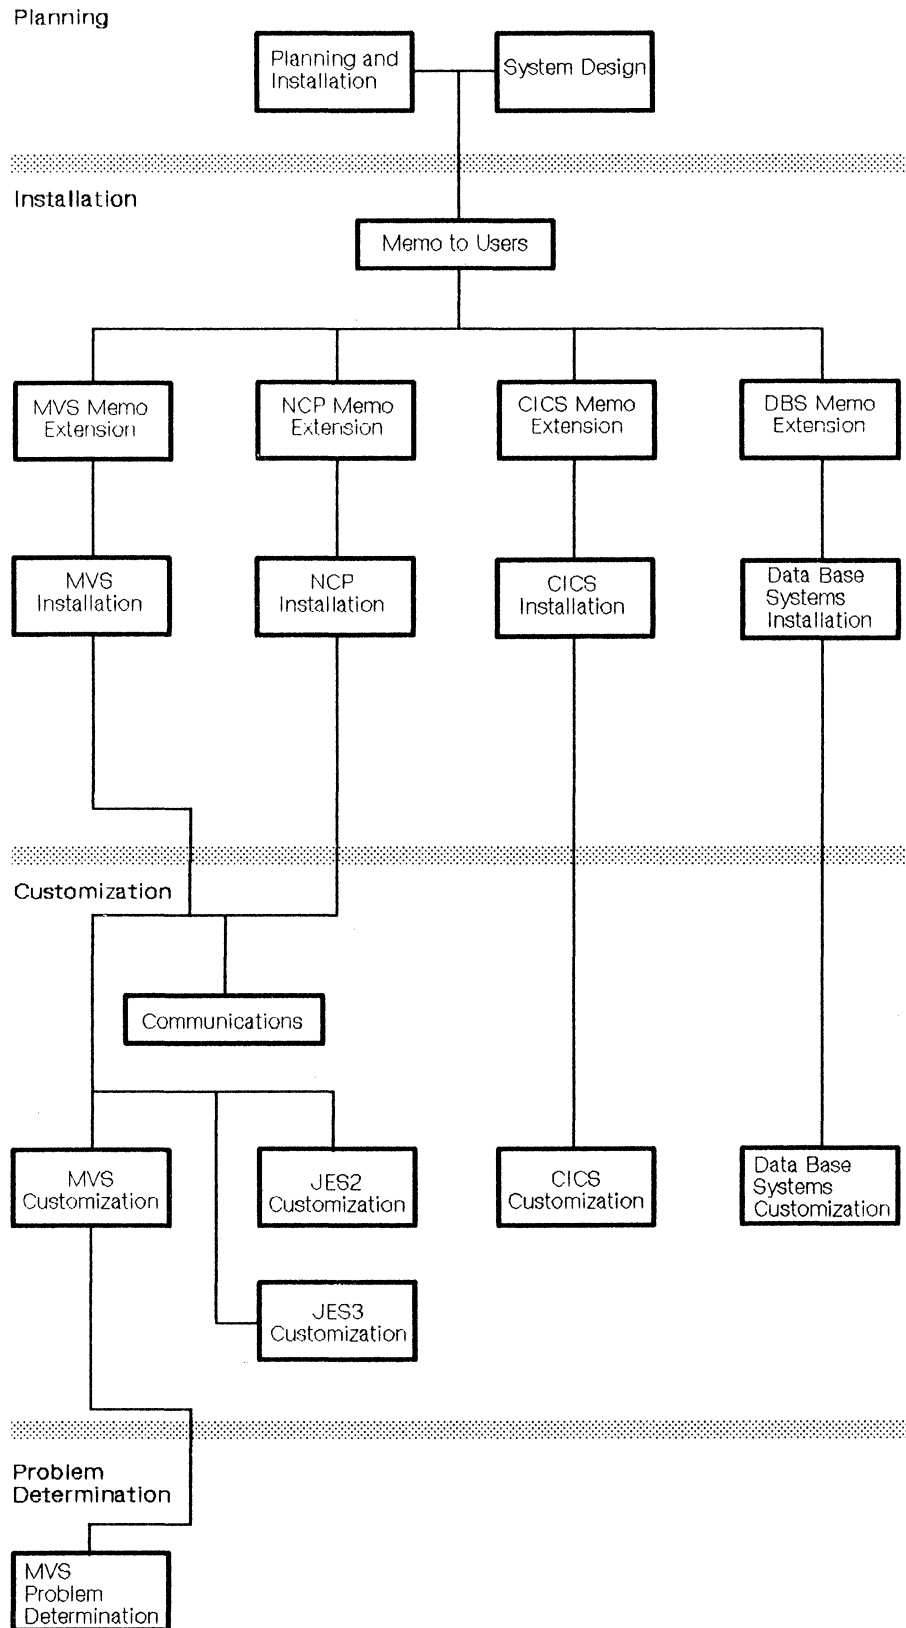 Planning
Planning and
Installation
System Design
Installation
Memo to Users
MVS Memo
Extension
NCP Memo
Extension
CICS Memo
Extension
DBS Memo
Extension
MVS
Installation
NCP
Installation
CICS
Installation
Data Base
Systems
Installation
Customization
Communications
MVS
Customization
JES2
Customization
CICS
Customization
Data Base
Systems
Customization
JES3
Customization
Problem
Determination
MVS
Problem
Determination